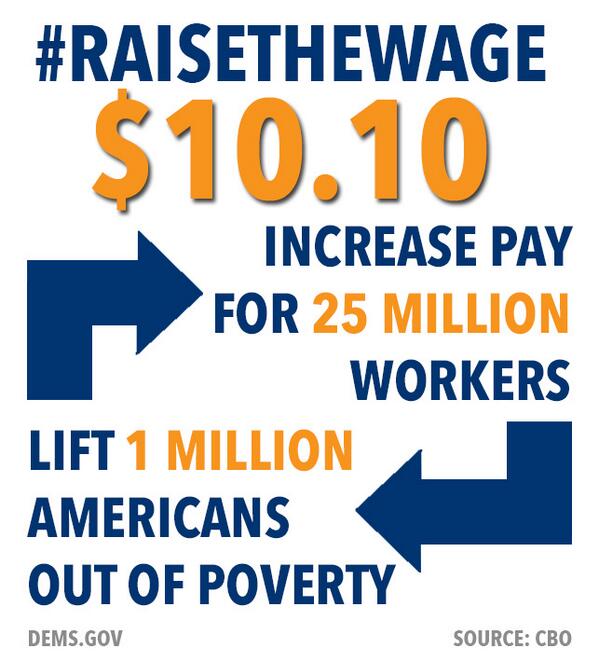 #RAISETHEWAGE
$10.10
INCREASE PAY
FOR 25 MILLION
WORKERS
LIFT 1 MILLION
AMERICANS
OUT OF POVERTY
DEMS.GOV
SOURCE: CBO